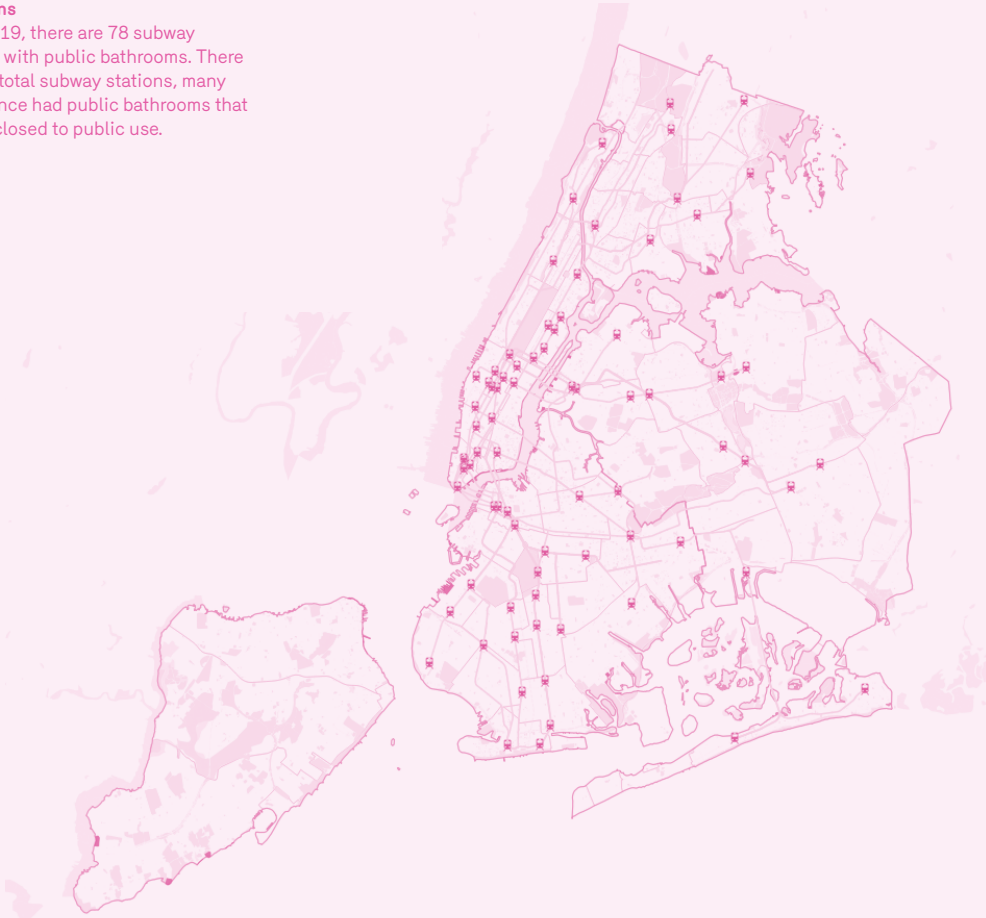 ns
19, there are 78 subway
with public bathrooms. There
total subway stations, many
nce had public bathrooms that
closed to public use.